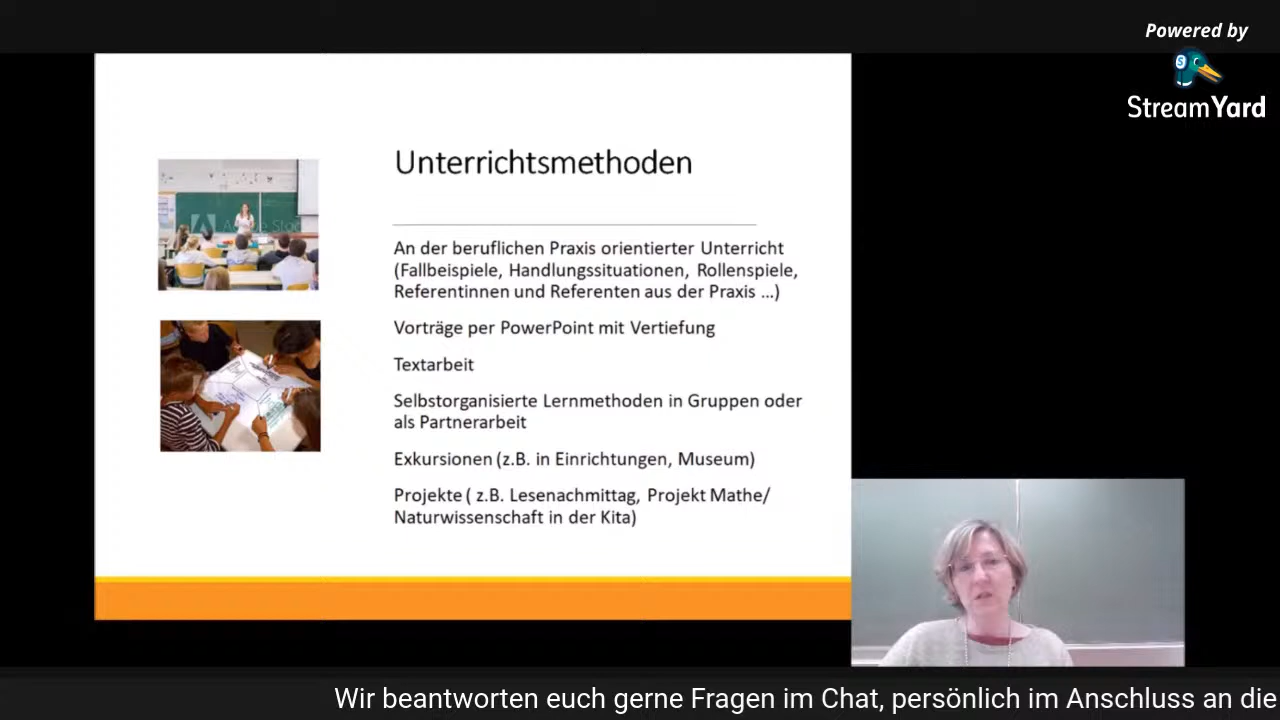 Powered by
StreamYard
Unterrichtsmethoden
An der beruflichen Praxis orientierter Unterricht
(Fallbeispiele, Handlungssituationen, Rollenspiele,
Referentinnen und Referenten aus der Praxis ...)
Vorträge per PowerPoint mit Vertiefung
Textarbeit
Selbstorganisierte Lernmethoden in Gruppen oder
als Partnerarbeit
Exkursionen (z.B. in Einrichtungen, Museum)
Projekte ( z.B. Lesenachmittag, Projekt Mathe/
Naturwissenschaft in der Kita)
Wir beantworten euch gerne Fragen im Chat, persönlich im Anschluss an die